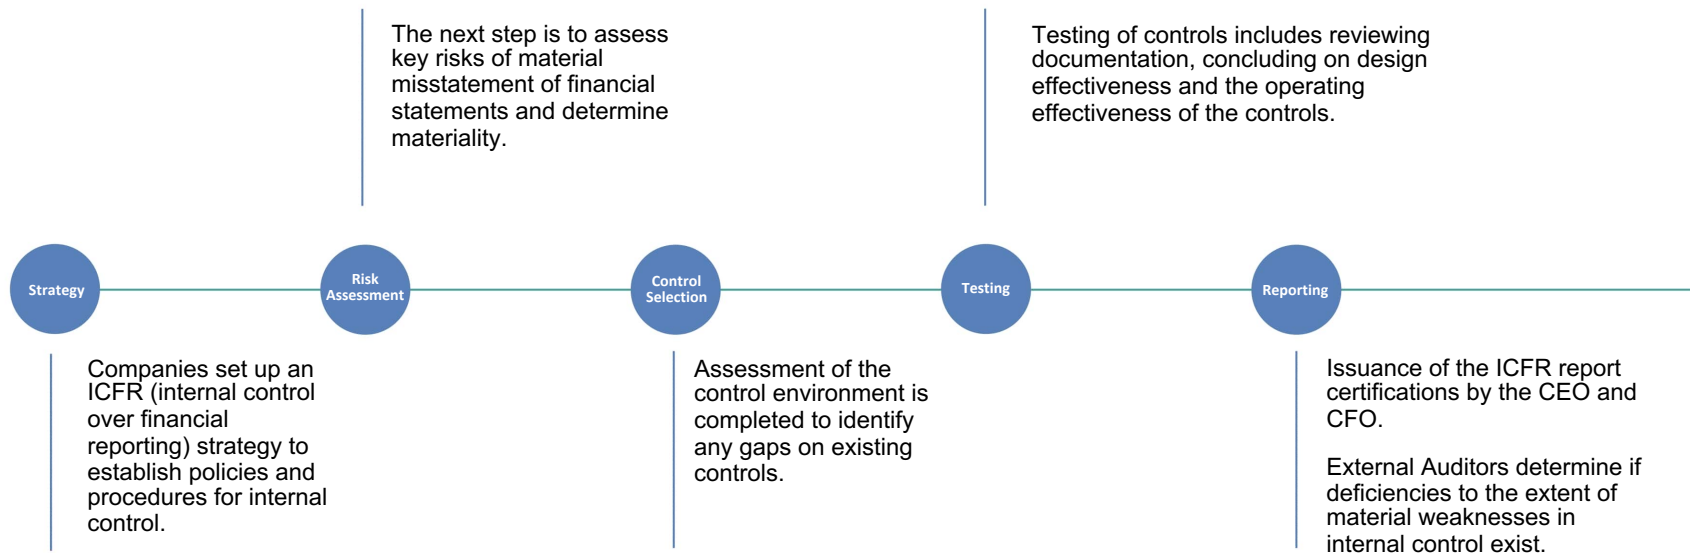 The next step is to assess
key risks of material
misstatement of financial
statements and determine
materiality.
Testing of controls includes reviewing
documentation, concluding on design
effectiveness and the operating
effectiveness of the controls.
Strategy
Risk
Assessment
Control
Selection
Testing
Reporting
Companies set up an
ICFR (internal control
over financial
reporting) strategy to
establish policies and
procedures for internal
control.
Assessment of the
control environment is
completed to identify
any gaps on existing
controls.
Issuance of the ICFR report
certifications by the CEO and
CFO.
External Auditors determine if
deficiencies to the extent of
material weaknesses in
internal control exist.